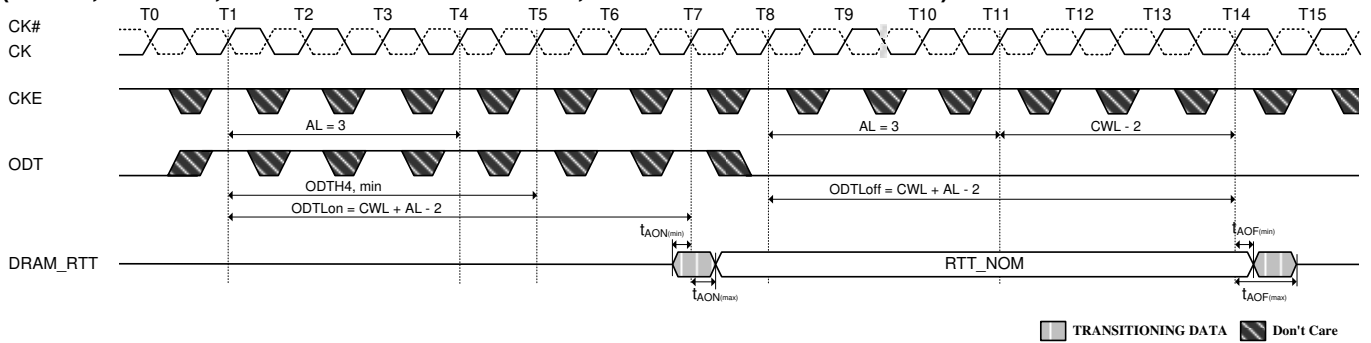 T0 T1 T2 T3 T4 T5 T6 T7 T8 T9 T10 T11 T12 T13 T14 T15
CK#
CK
CKE
AL = 3 AL = 3 CWL - 2
ODT
ODTH4, min ODTLoff = CWL + AL - 2
ODTLon = CWL + AL - 2
tAON(min) tAOF(min)
DRAM_RTT RTT_NOM
tAON(max) tAOF(max)
TRANSITIONING DATA Don't Care